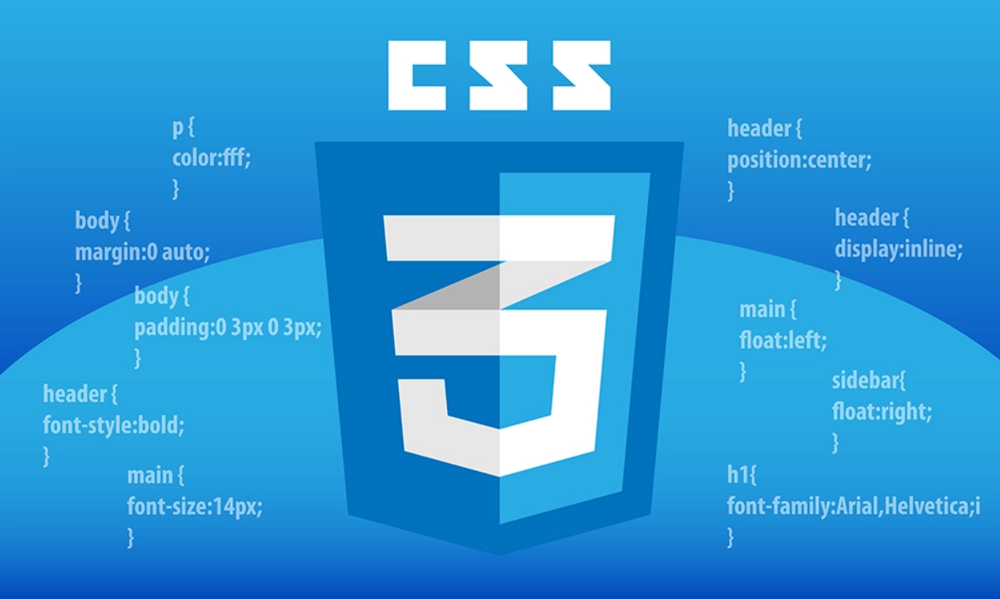 CSS
p {
color:fff;
}
body {
margin:0 auto;
}
body {
padding:0 3px 0 3px;
}
header {
font-style:bold;
}
main {
font-size:14px;
}
3
header {
position:center;
}
header {
display:inline;
}
main {
float:left;
}
sidebar{
float:right;
}
h1{
font-family:Arial,Helvetica;i
}